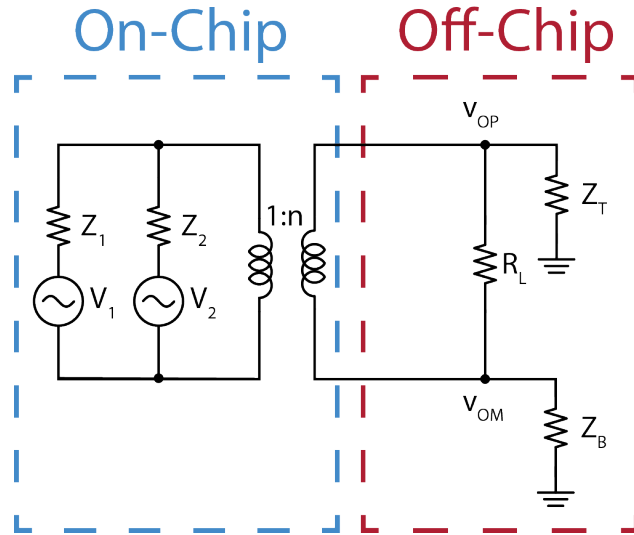 On-Chip
Off-Chip
v_OP
1:n
Z_1
Z_2
Z_T
R_L
V_1
V_2
v_OM
Z_B